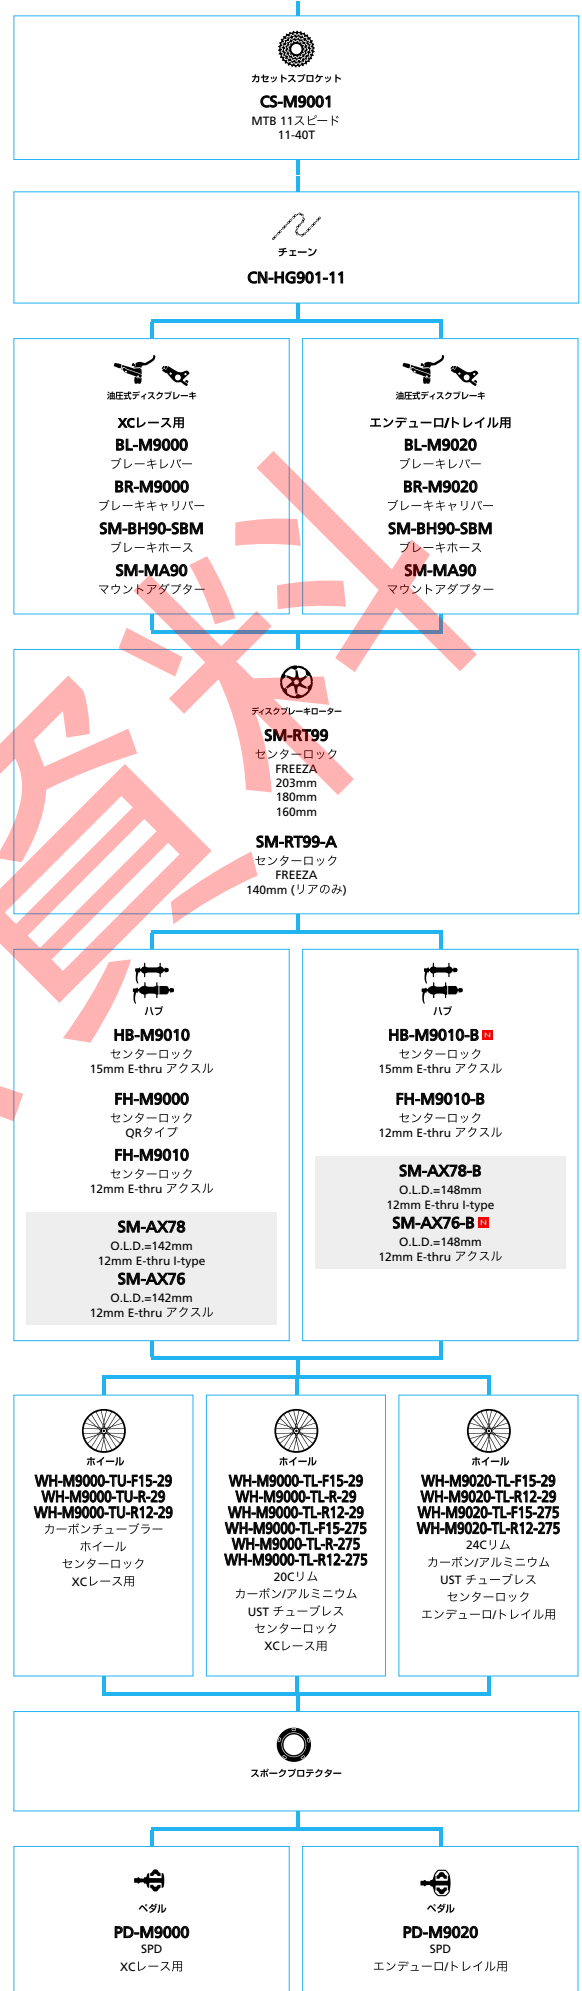 カセットスプロケット
CS-M9001
MTB 11スピード
11-40T
チェーン
CN-HG901-11
油圧式ディスクブレーキ
XCレース用
BL-M9000
ブレーキレバー
BR-M9000
ブレーキキャリパー
SM-BH90-SBM
ブレーキホース
SM-MA90
マウントアダプター
油圧式ディスクブレーキ
エンデューロ/トレイル用
BL-M9020
ブレーキレバー
BR-M9020
ブレーキキャリパー
SM-BH90-SBM
ブレーキホース
SM-MA90
マウントアダプター
ディスクブレーキローター
SM-RT99
センターロック
FREEZA
203mm
180mm
160mm
SM-RT99-A
センターロック
FREEZA
140mm (リアのみ)
ハブ
HB-M9010
センターロック
15mm E-thru アクスル
FH-M9000
センターロック
QRタイプ
FH-M9010
センターロック
12mm E-thru アクスル
SM-AX78
O.L.D.=142mm
12mm E-thru I-type
SM-AX76
O.L.D.=142mm
12mm E-thru アクスル
ハブ
HB-M9010-B N
センターロック
15mm E-thru アクスル
FH-M9010-B
センターロック
12mm E-thru アクスル
SM-AX78-B
O.L.D.=148mm
12mm E-thru I-type
SM-AX76-B N
O.L.D.=148mm
12mm E-thru アクスル
ホイール
WH-M9000-TU-F15-29
WH-M9000-TU-R-29
WH-M9000-TU-R12-29
カーボンチューブラー
ホイール
センターロック
XCレース用
ホイール
WH-M9000-TL-F15-29
WH-M9000-TL-R-29
WH-M9000-TL-R12-29
WH-M9000-TL-F15-275
WH-M9000-TL-R-275
WH-M9000-TL-R12-275
20Cリム
カーボン/アルミニウム
UST チューブレス
センターロック
XCレース用
ホイール
WH-M9020-TL-F15-29
WH-M9020-TL-R12-29
WH-M9020-TL-F15-275
WH-M9020-TL-R12-275
24Cリム
カーボン/アルミニウム
UST チューブレス
センターロック
エンデューロ/トレイル用
スポークプロテクター
ペダル
PD-M9000
SPD
XCレース用
ペダル
PD-M9020
SPD
エンデューロ/トレイル用
資料